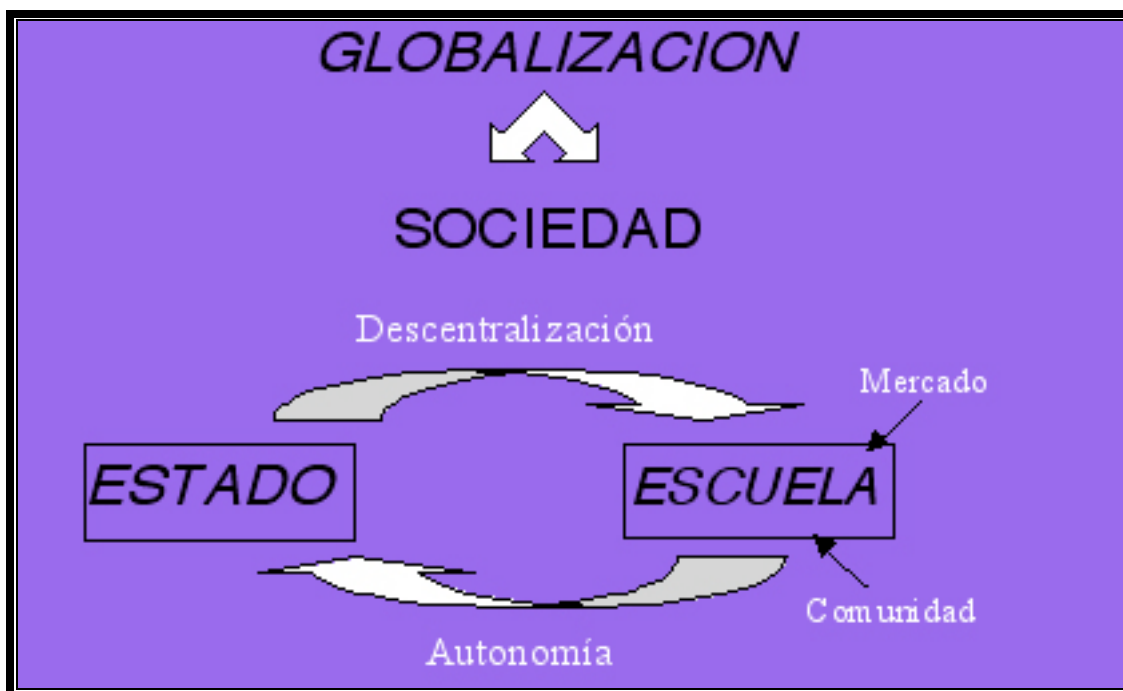 GLOBALIZACION
SOCIEDAD
Descentralización
Mercado
ESTADO
ESCUELA
Comunidad
Autonomía